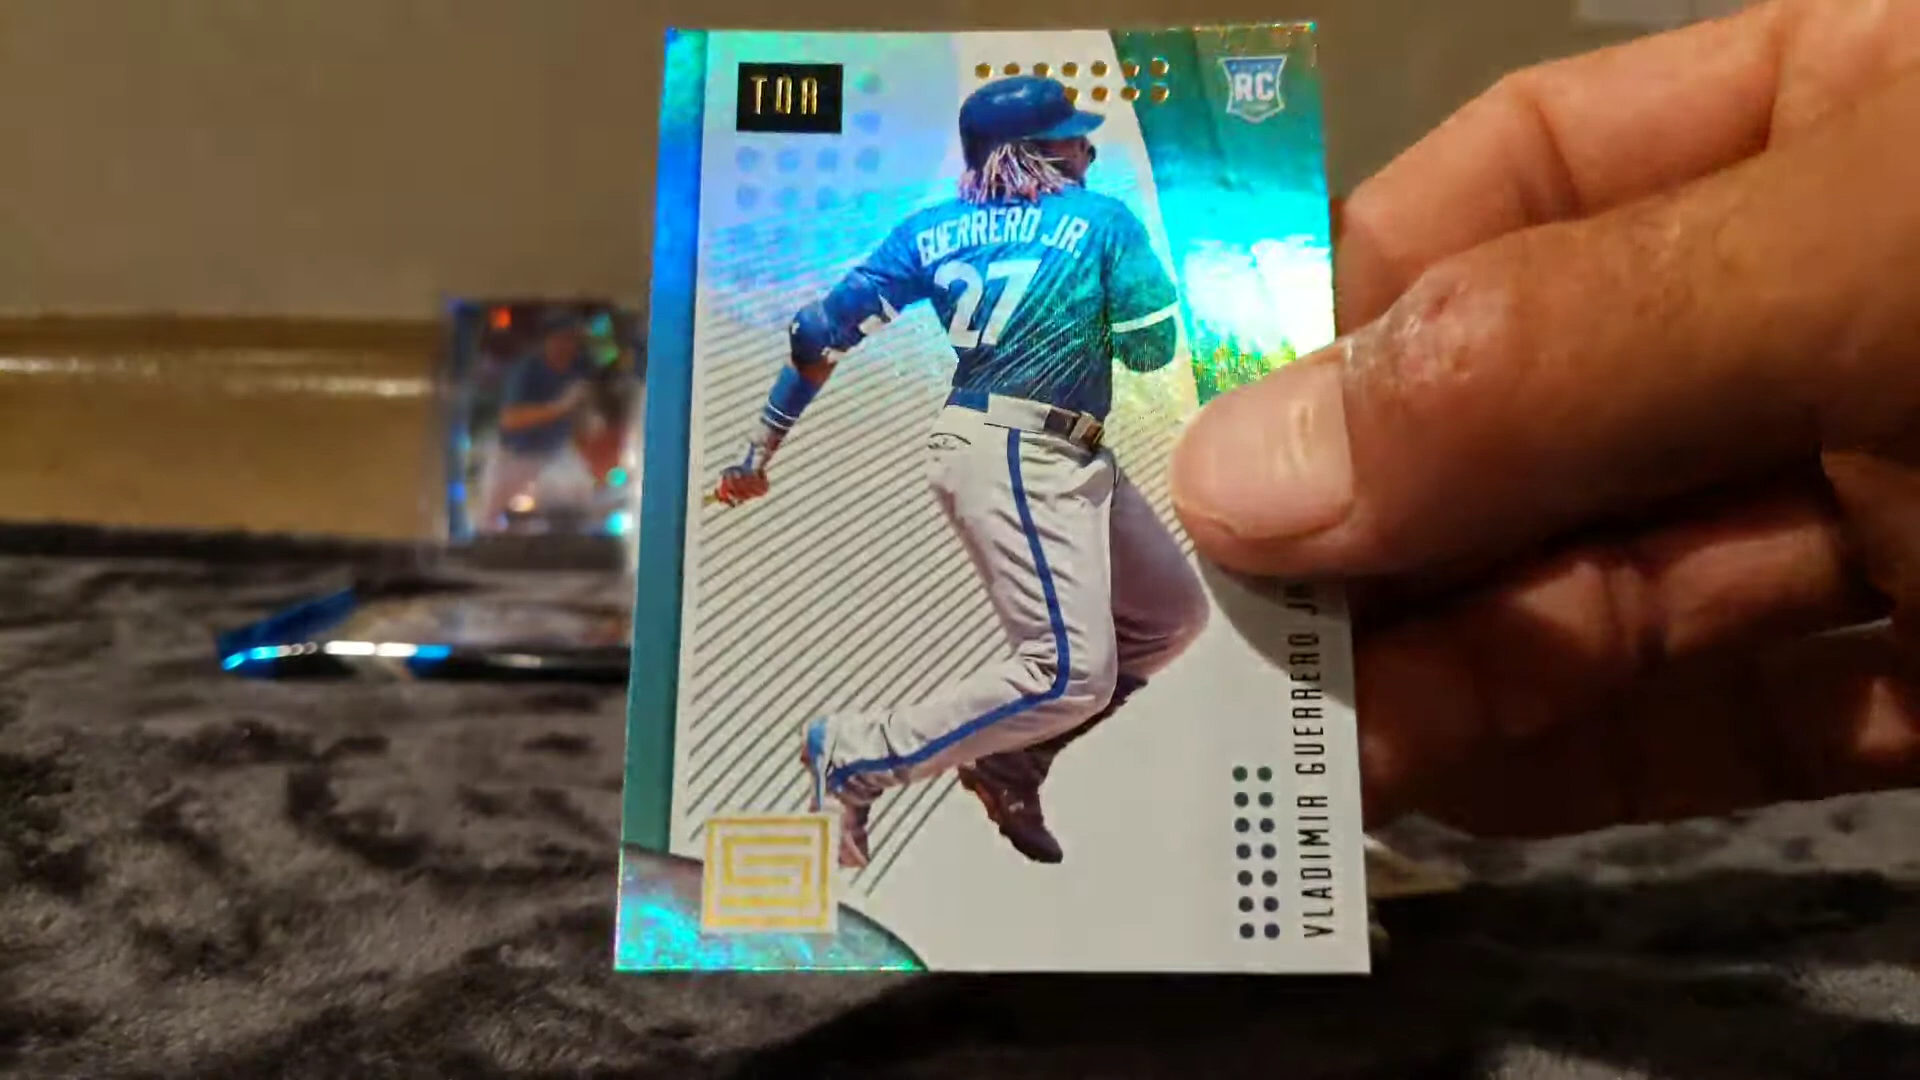 TOR
RC
GUERRERO JR.
27
VLADIMIR GUERRERO JR